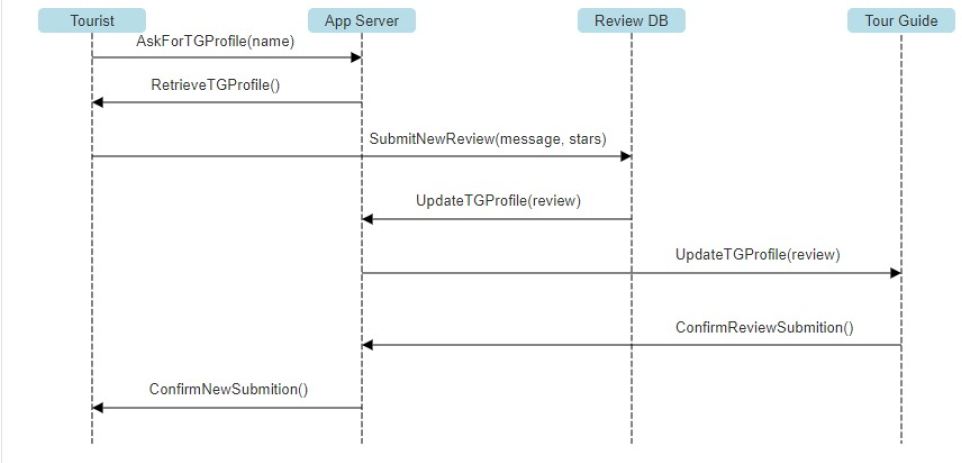 Tourist
App Server
Review DB
Tour Guide
AskForTGProfile(name)
RetrieveTGProfile()
SubmitNewReview(message, stars)
UpdateTGProfile(review)
UpdateTGProfile(review)
ConfirmReviewSubmition()
ConfirmNewSubmition()